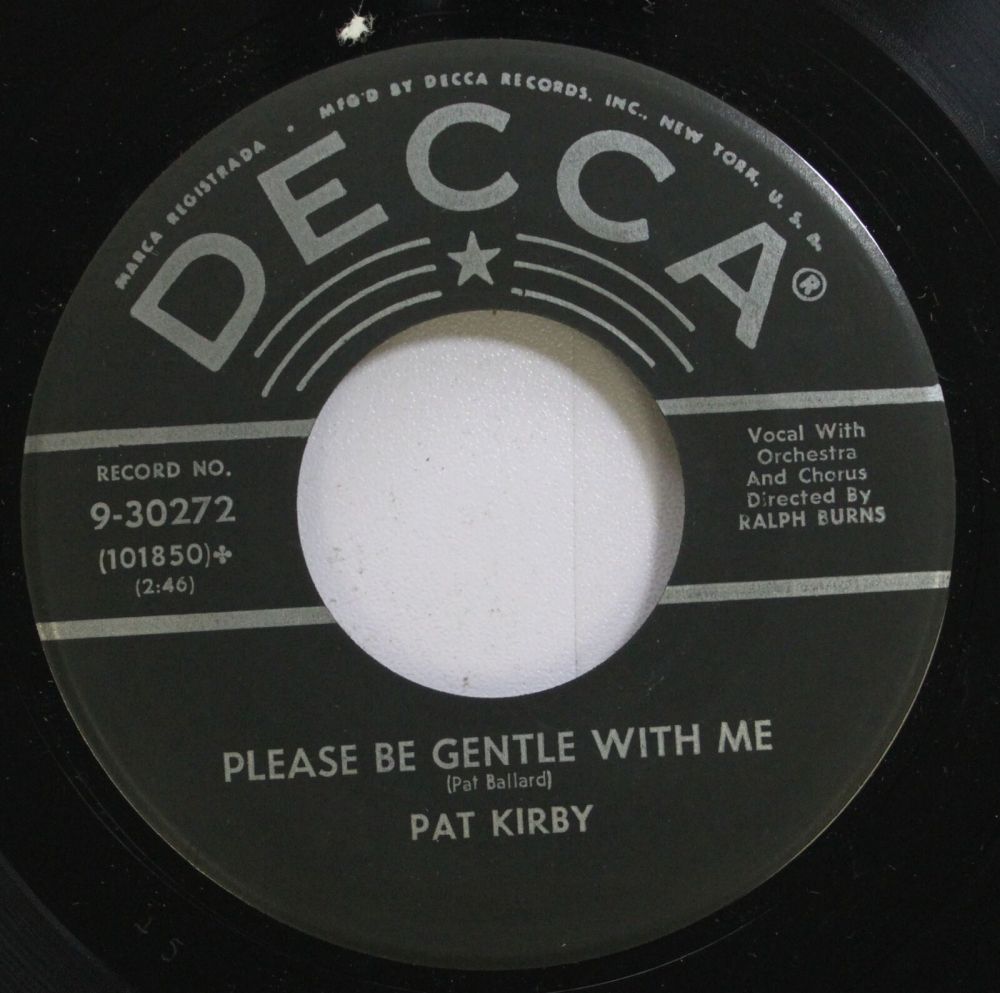 MARCA REGISTRADA • MFG'D BY DECCA RECORDS, INC., NEW YORK, U. S. A.
DECCA®
RECORD NO.
9-30272
(101850)✤
(2:46)
Vocal With
Orchestra
And Chorus
Directed By
RALPH BURNS
PLEASE BE GENTLE WITH ME
(Pat Ballard)
PAT KIRBY